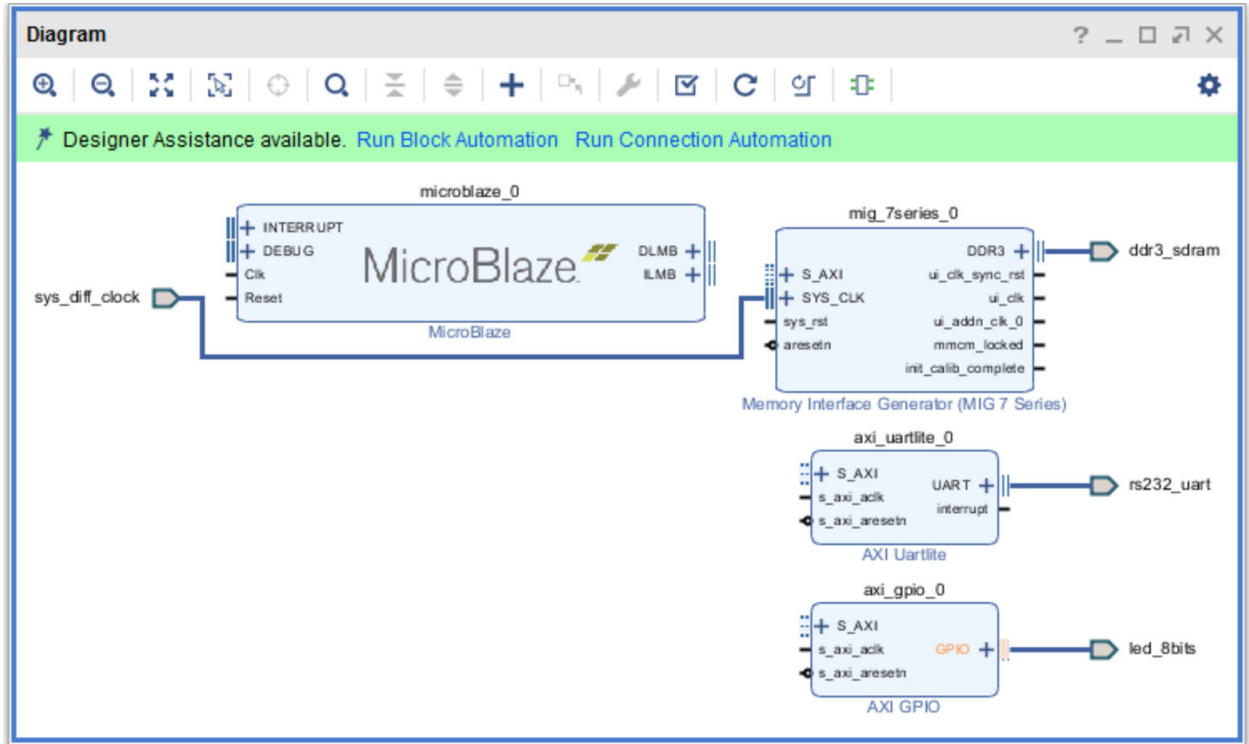 Diagram
Designer Assistance available. Run Block Automation Run Connection Automation
microblaze_0
INTERRUPT
DEBUG
Clk
Reset
MicroBlaze
DLMB
ILMB
MicroBlaze
sys_diff_clock
mig_7series_0
S_AXI
SYS_CLK
sys_rst
aresetn
DDR3
ui_clk_sync_rst
ui_clk
ui_addn_clk_0
mmcm_locked
init_calib_complete
Memory Interface Generator (MIG 7 Series)
ddr3_sdram
axi_uartlite_0
S_AXI
s_axi_aclk
s_axi_aresetn
UART
interrupt
AXI Uartlite
rs232_uart
axi_gpio_0
S_AXI
s_axi_aclk
s_axi_aresetn
GPIO
AXI GPIO
led_8bits